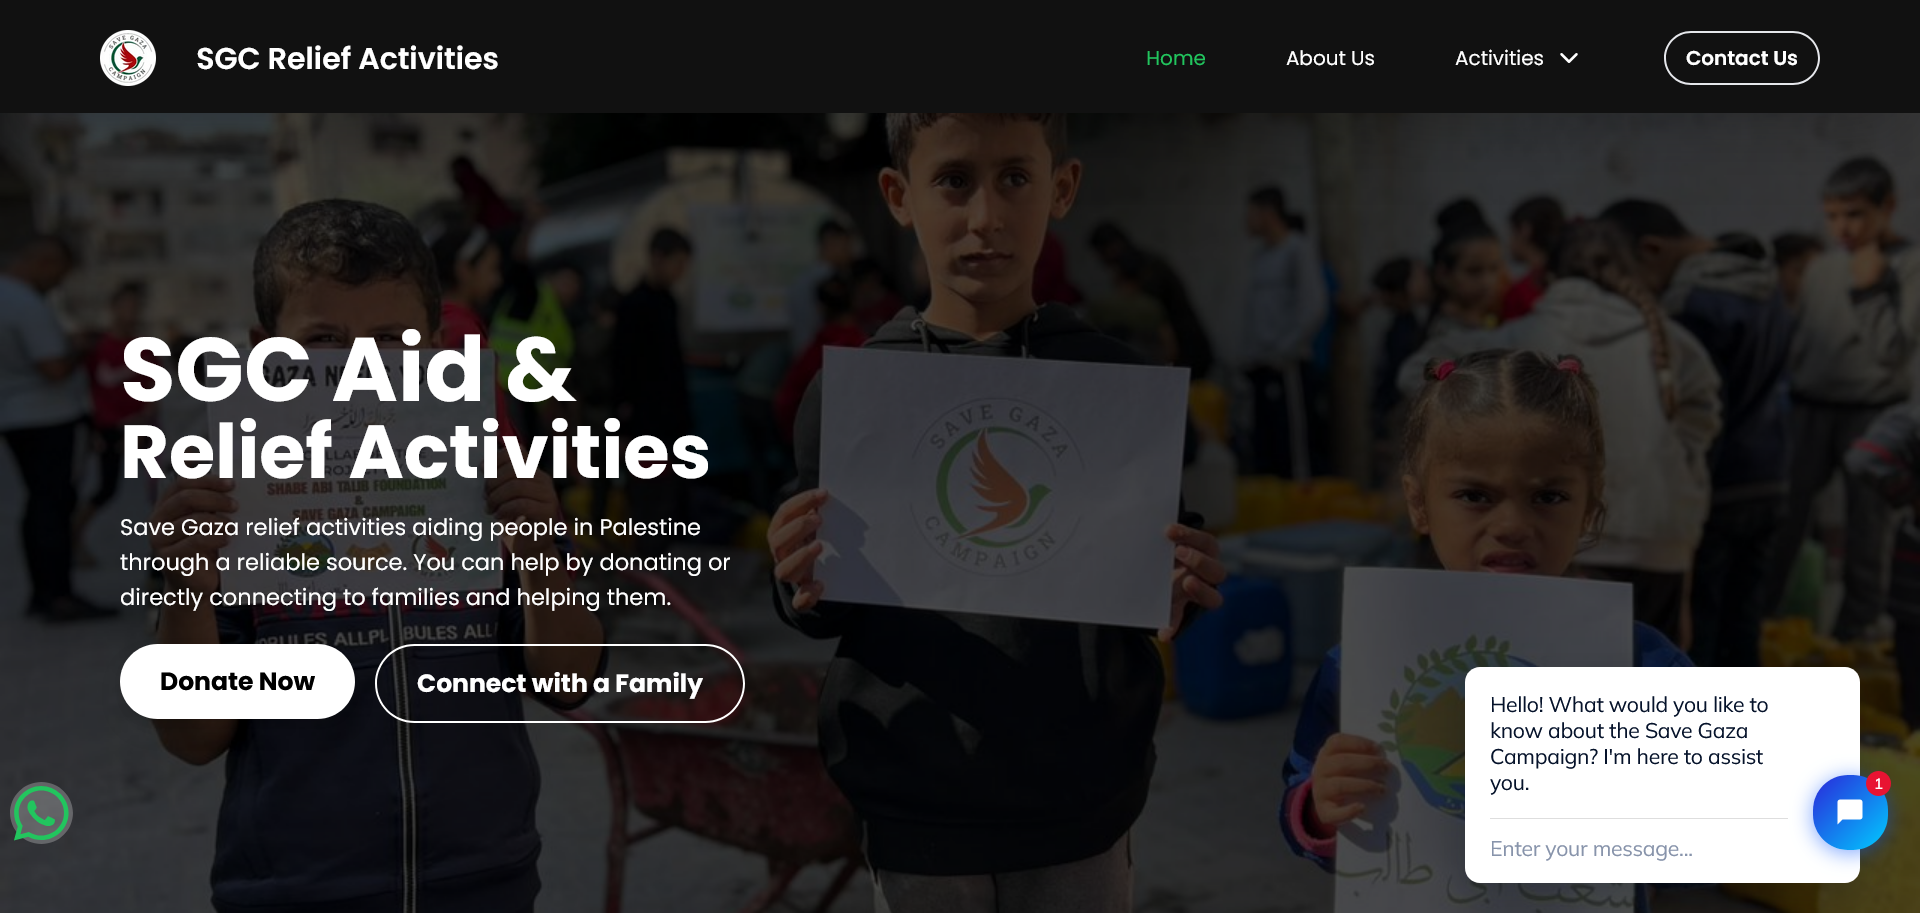 SAVE GAZA
CAMPAIGN
SGC Relief Activities
Home
About Us
Activities
Contact Us
SGC Aid &
Relief Activities
Save Gaza relief activities aiding people in Palestine
through a reliable source. You can help by donating or
directly connecting to families and helping them.
Donate Now
Connect with a Family
GAZA
SHABE ABI TALIB FOUNDATION
&
SAVE GAZA CAMPAIGN
SAVE GAZA
CAMPAIGN
Hello! What would you like to
know about the Save Gaza
Campaign? I'm here to assist
you.
Enter your message...
1